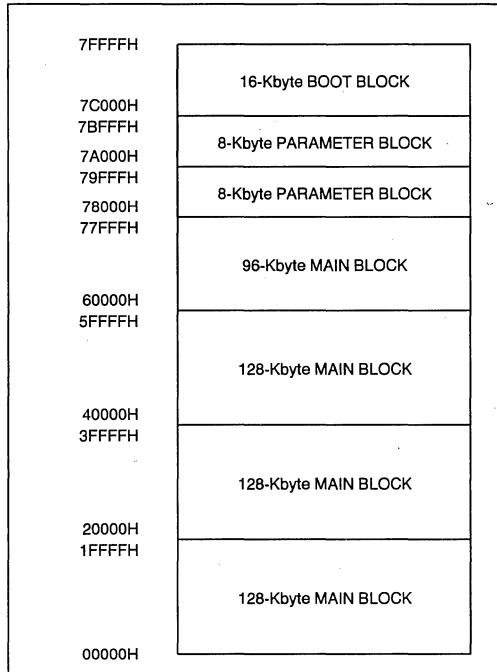 7FFFFH
16-Kbyte BOOT BLOCK
7C000H
7BFFFH
8-Kbyte PARAMETER BLOCK
7A000H
79FFFH
8-Kbyte PARAMETER BLOCK
78000H
77FFFH
96-Kbyte MAIN BLOCK
60000H
5FFFFH
128-Kbyte MAIN BLOCK
40000H
3FFFFH
128-Kbyte MAIN BLOCK
20000H
1FFFFH
128-Kbyte MAIN BLOCK
00000H